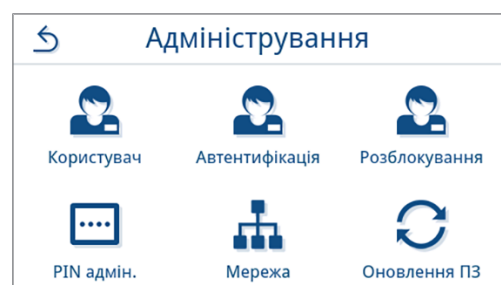 Адміністрування
Користувач Автентифікація Розблокування
PIN адмін. Мережа Оновлення ПЗ